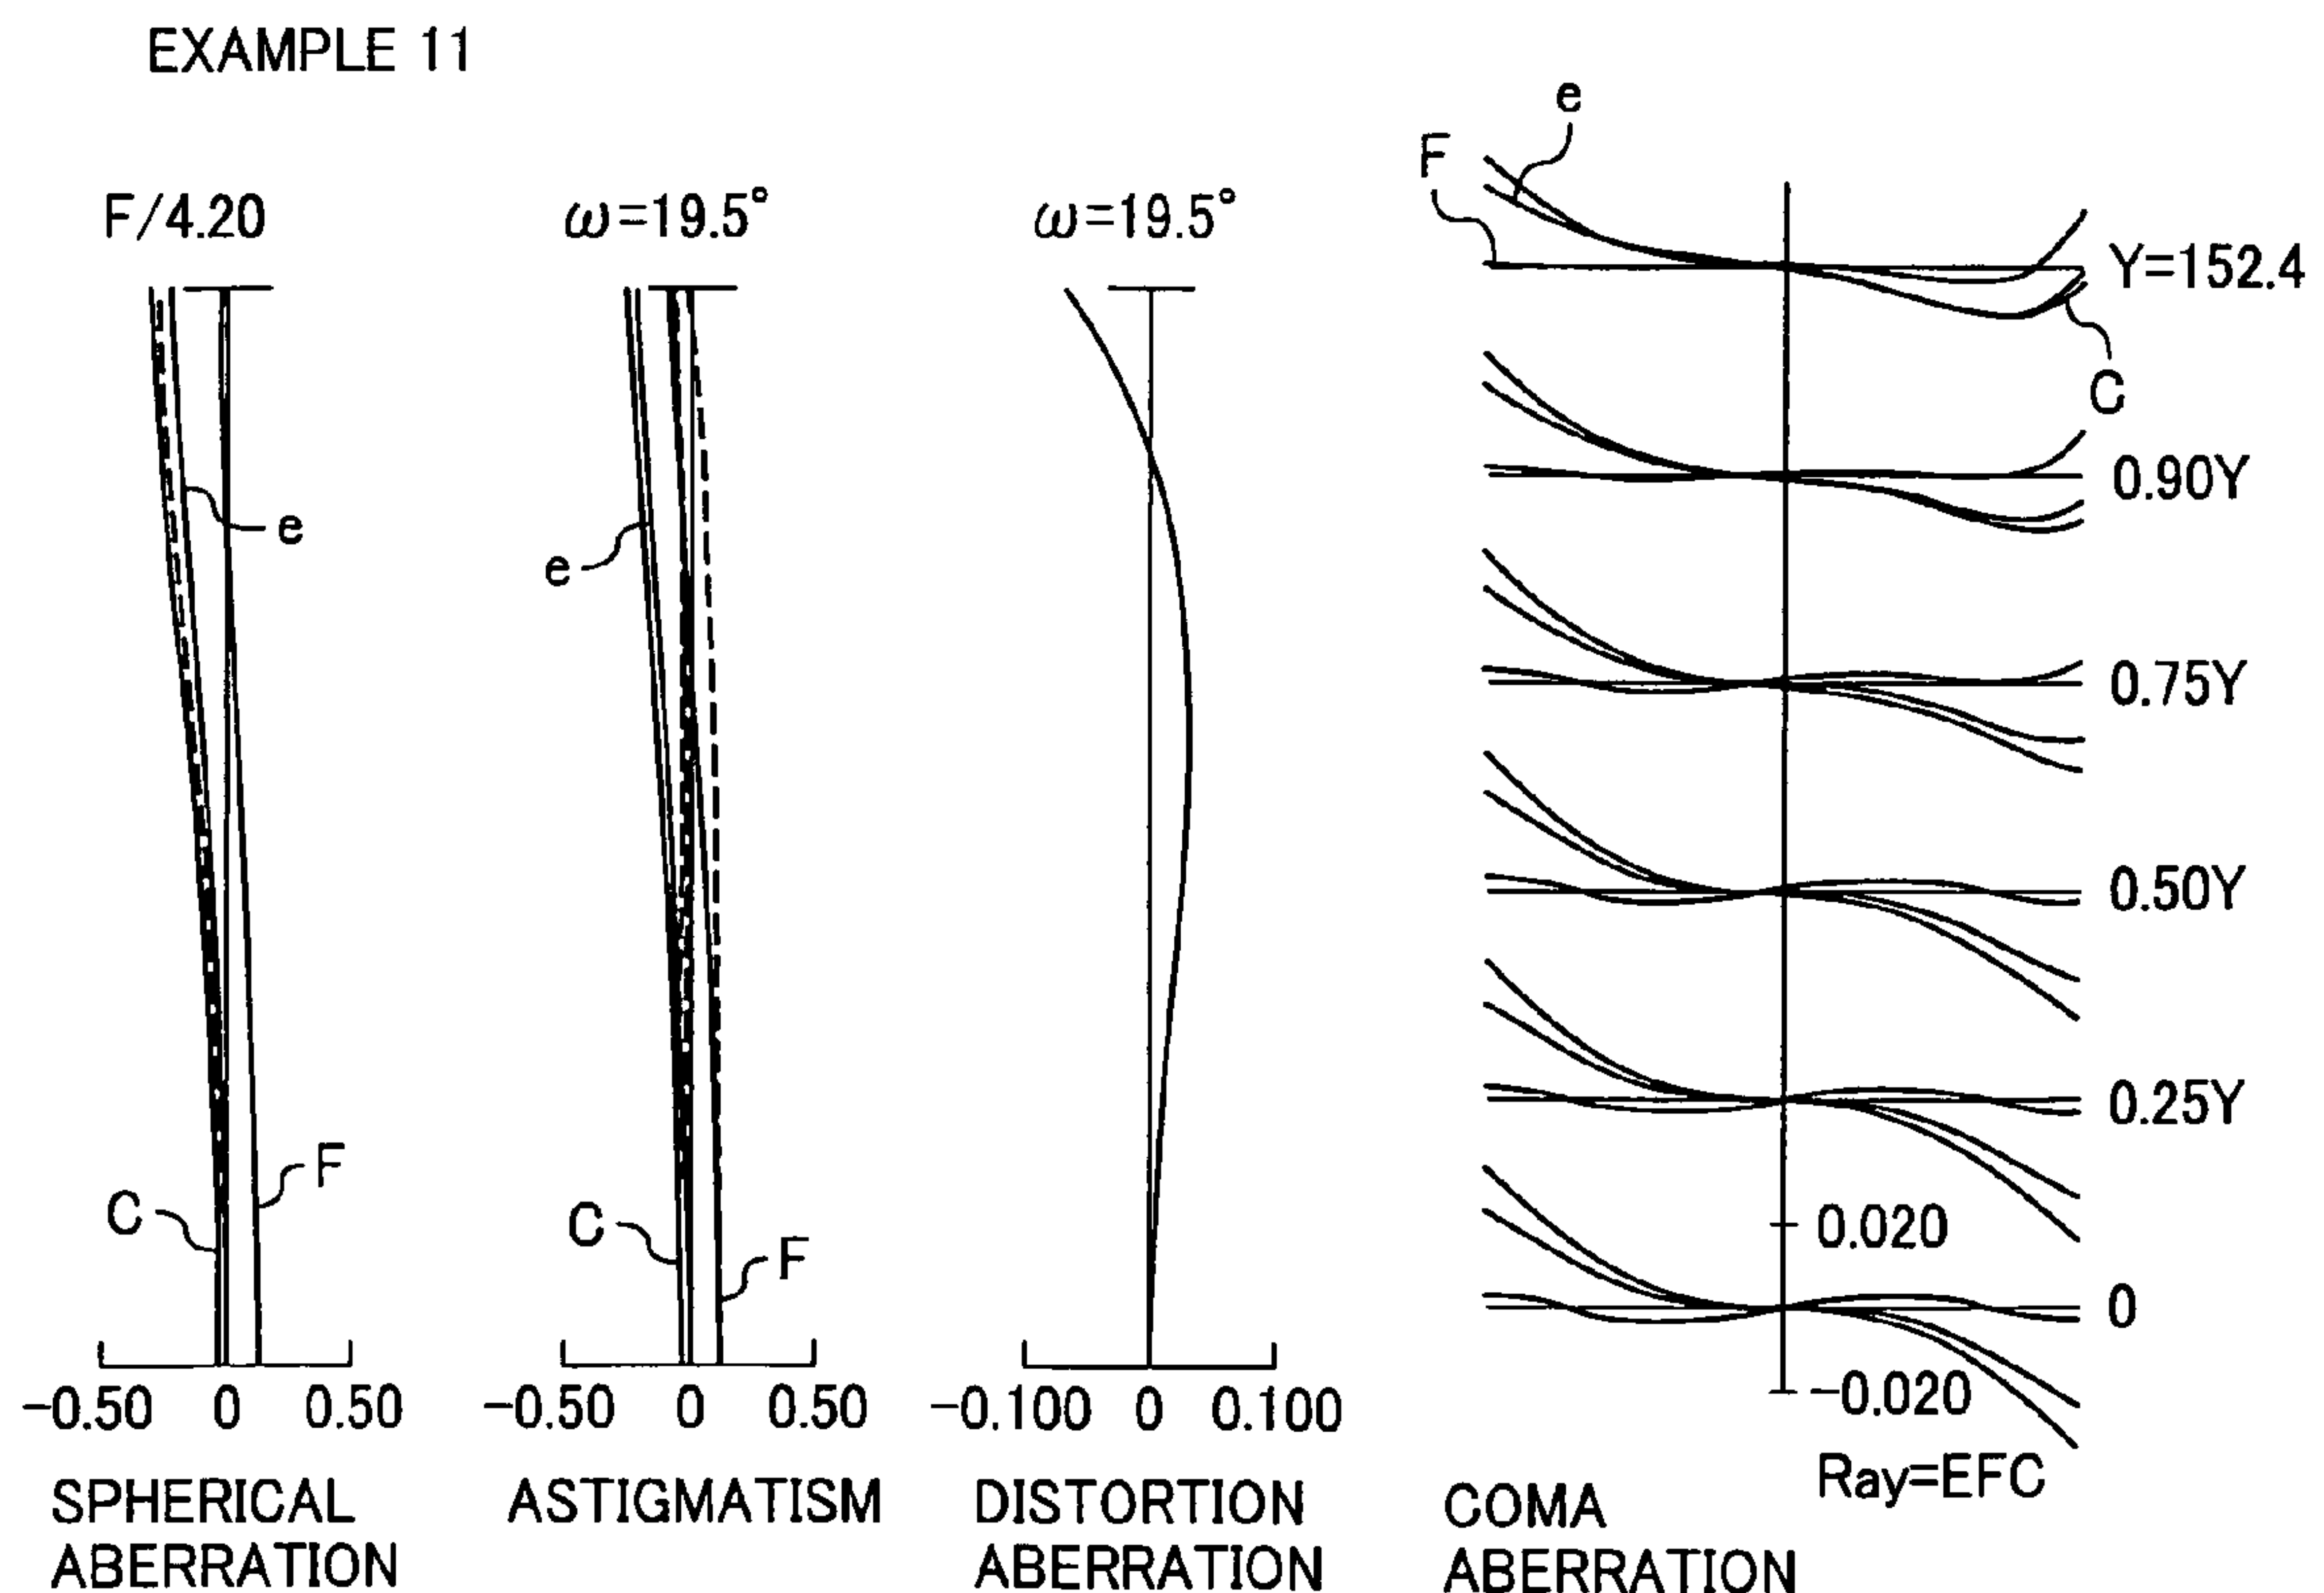 EXAMPLE 11
F/4.20
ω=19.5°
ω=19.5°
e
F
Y=152.4
C
0.90Y
e
e
0.75Y
0.50Y
0.25Y
C
F
C
F
0.020
0
-0.020
-0.50 0 0.50
-0.50 0 0.50
-0.100 0 0.100
Ray=EFC
SPHERICAL
ABERRATION
ASTIGMATISM
DISTORTION
ABERRATION
COMA
ABERRATION